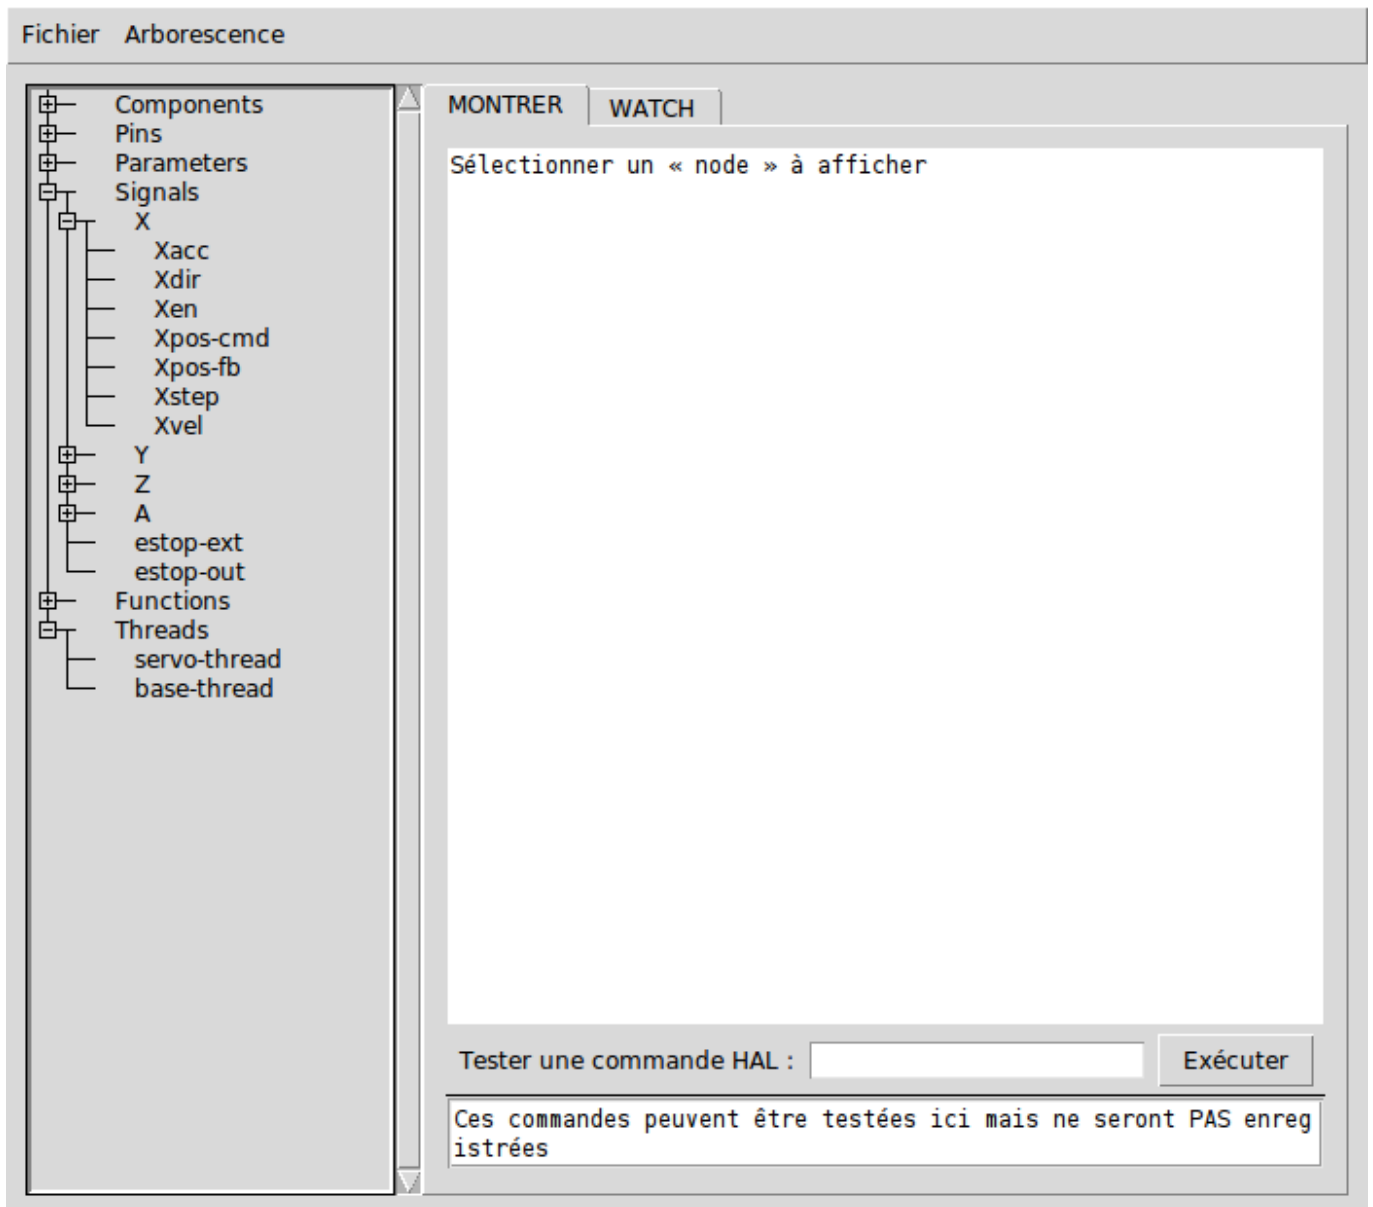 Fichier Arborescence
Components
Pins
Parameters
Signals
X
Xacc
Xdir
Xen
Xpos-cmd
Xpos-fb
Xstep
Xvel
Y
Z
A
estop-ext
estop-out
Functions
Threads
servo-thread
base-thread
MONTRER WATCH
Sélectionner un « node » à afficher
Tester une commande HAL : Exécuter
Ces commandes peuvent être testées ici mais ne seront PAS enreg
istrées